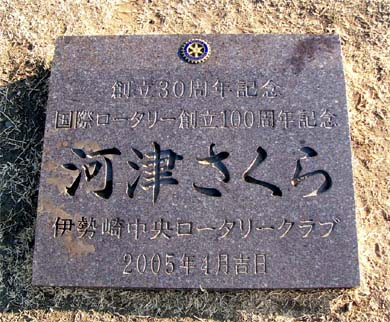 創立30周年記念
国際ロータリー創立100周年記念
河津さくら
伊勢崎中央ロータリークラブ
2005年4月吉日